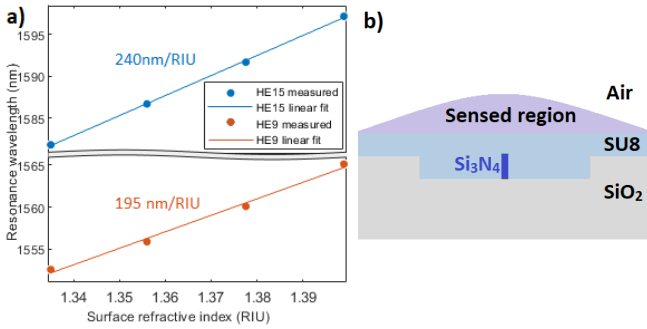 a)
Resonance wavelength (nm)
1595
1590
1585
1565
1560
1555
240nm/RIU
HE15 measured
HE15 linear fit
HE9 measured
HE9 linear fit
195 nm/RIU
1.34
1.35
1.36
1.37
1.38
1.39
Surface refractive index (RIU)
b)
Air
Sensed region
SU8
Si₃N₄
SiO₂